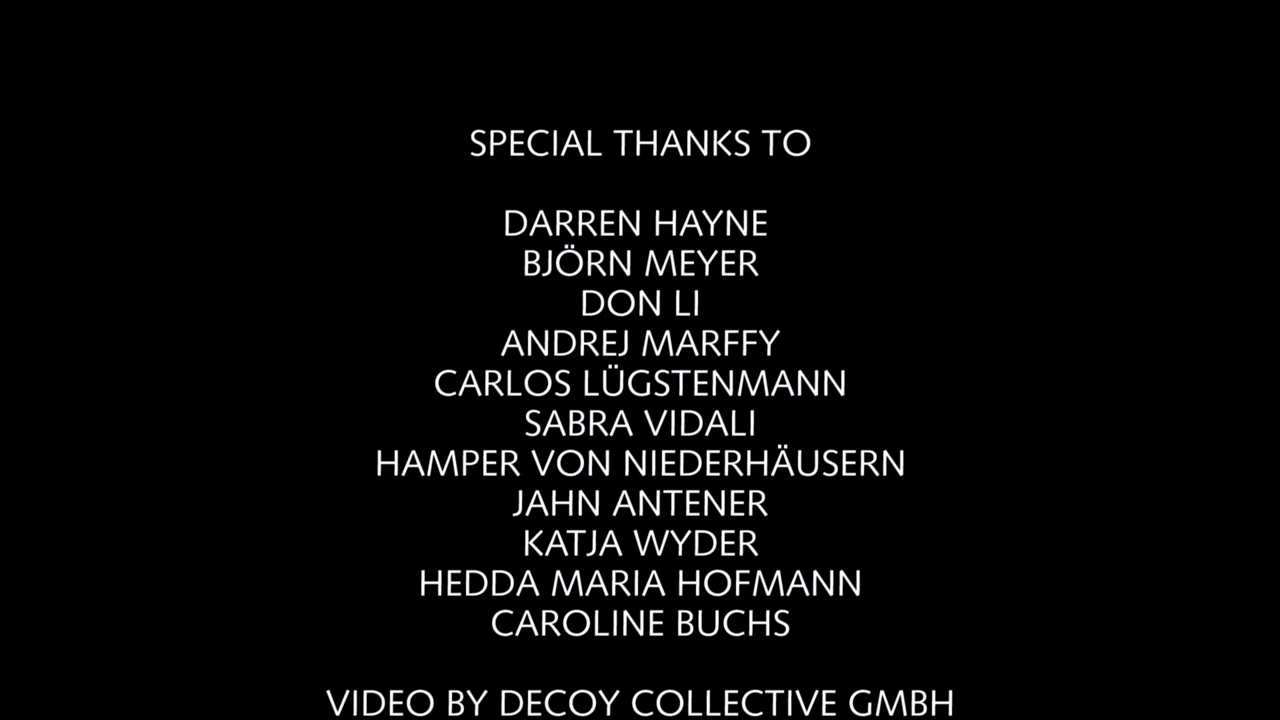 SPECIAL THANKS TO
DARREN HAYNE
BJÖRN MEYER
DON LI
ANDREJ MARFFY
CARLOS LÜGSTENMANN
SABRA VIDALI
HAMPER VON NIEDERHÄUSERN
JAHN ANTENER
KATJA WYDER
HEDDA MARIA HOFMANN
CAROLINE BUCHS
VIDEO BY DECOY COLLECTIVE GMBH